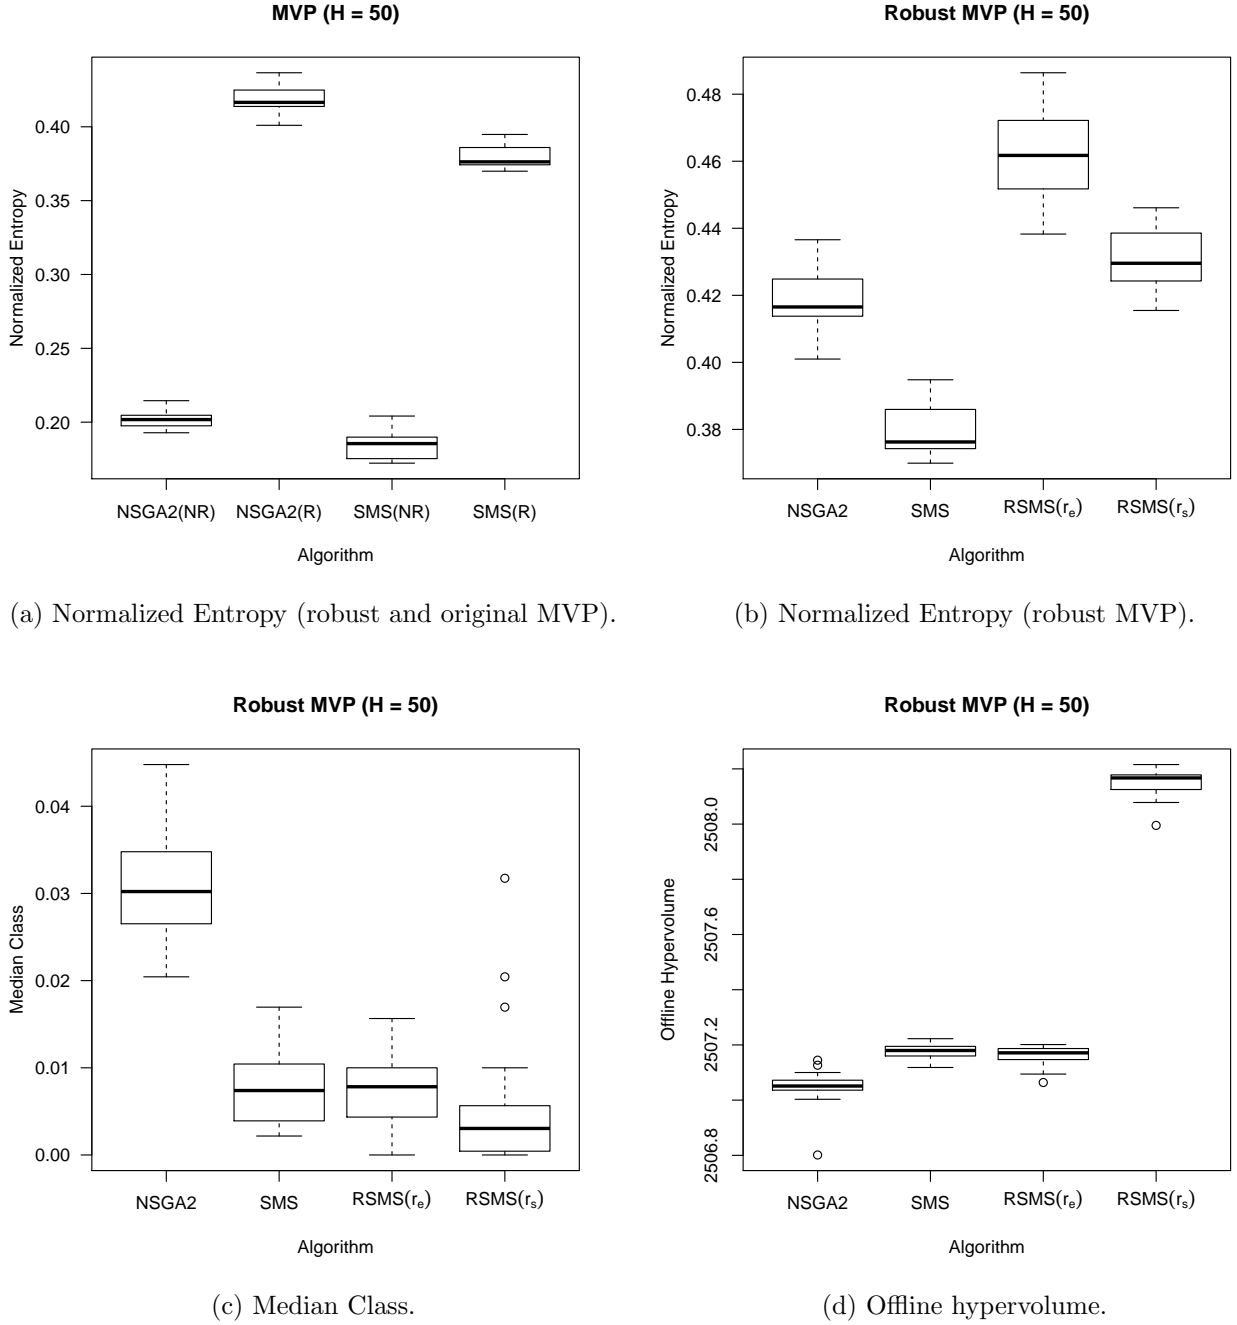 MVP (H = 50)
Normalized Entropy
0.40
0.35
0.30
0.25
0.20
NSGA2(NR) NSGA2(R) SMS(NR) SMS(R)
Algorithm
(a) Normalized Entropy (robust and original MVP).
Robust MVP (H = 50)
Normalized Entropy
0.48
0.46
0.44
0.42
0.40
0.38
NSGA2 SMS RSMS(rₑ) RSMS(rₛ)
Algorithm
(b) Normalized Entropy (robust MVP).
Robust MVP (H = 50)
Median Class
0.04
0.03
0.02
0.01
0.00
NSGA2 SMS RSMS(rₑ) RSMS(rₛ)
Algorithm
(c) Median Class.
Robust MVP (H = 50)
Offline Hypervolume
2508.0
2507.6
2507.2
2506.8
NSGA2 SMS RSMS(rₑ) RSMS(rₛ)
Algorithm
(d) Offline hypervolume.